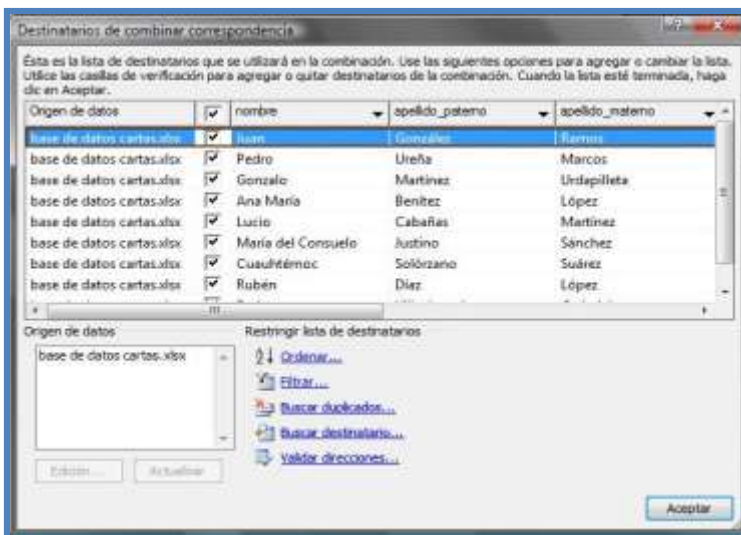 Destinatarios de combinar correspondencia
Ésta es la lista de destinatarios que se utilizará en la combinación. Use las siguientes opciones para agregar o cambiar la lista.
Utilice las casillas de verificación para agregar o quitar destinatarios de la combinación. Cuando la lista esté terminada, haga
clic en Aceptar.
Origen de datos nombre apellido_paterno apellido_materno
base de datos cartas.xlsx Juan González Ramos
base de datos cartas.xlsx Pedro Ureña Marcos
base de datos cartas.xlsx Gonzalo Martínez Urdapilleta
base de datos cartas.xlsx Ana María Benítez López
base de datos cartas.xlsx Lucio Cabañas Martínez
base de datos cartas.xlsx María del Consuelo Justino Sánchez
base de datos cartas.xlsx Cuauhtémoc Solórzano Suárez
base de datos cartas.xlsx Rubén Díaz López
Origen de datos
base de datos cartas.xlsx
Edición... Actualizar
Restringir lista de destinatarios
Ordenar...
Filtrar...
Buscar duplicados...
Buscar destinatario...
Validar direcciones...
Aceptar